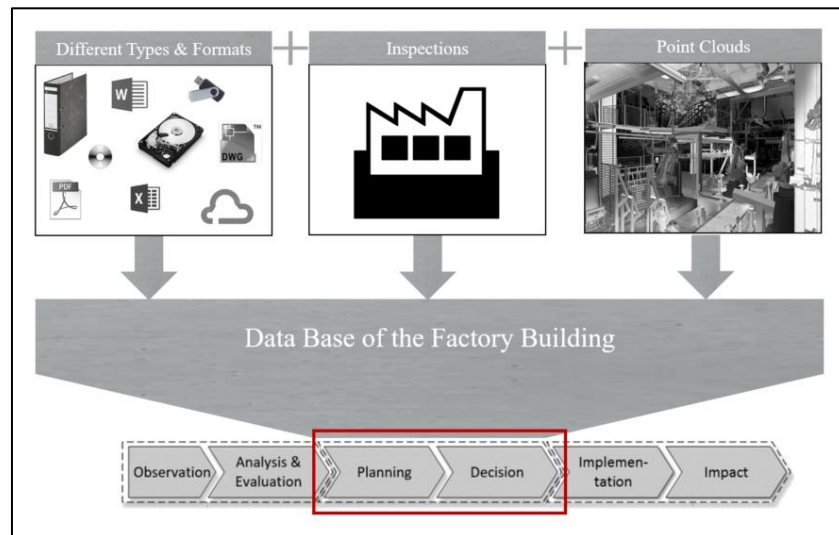 Different Types & Formats
Inspections
Point Clouds
W
TM
DWG
PDF
X
Data Base of the Factory Building
Observation
Analysis &
Evaluation
Planning
Decision
Implemen-
tation
Impact